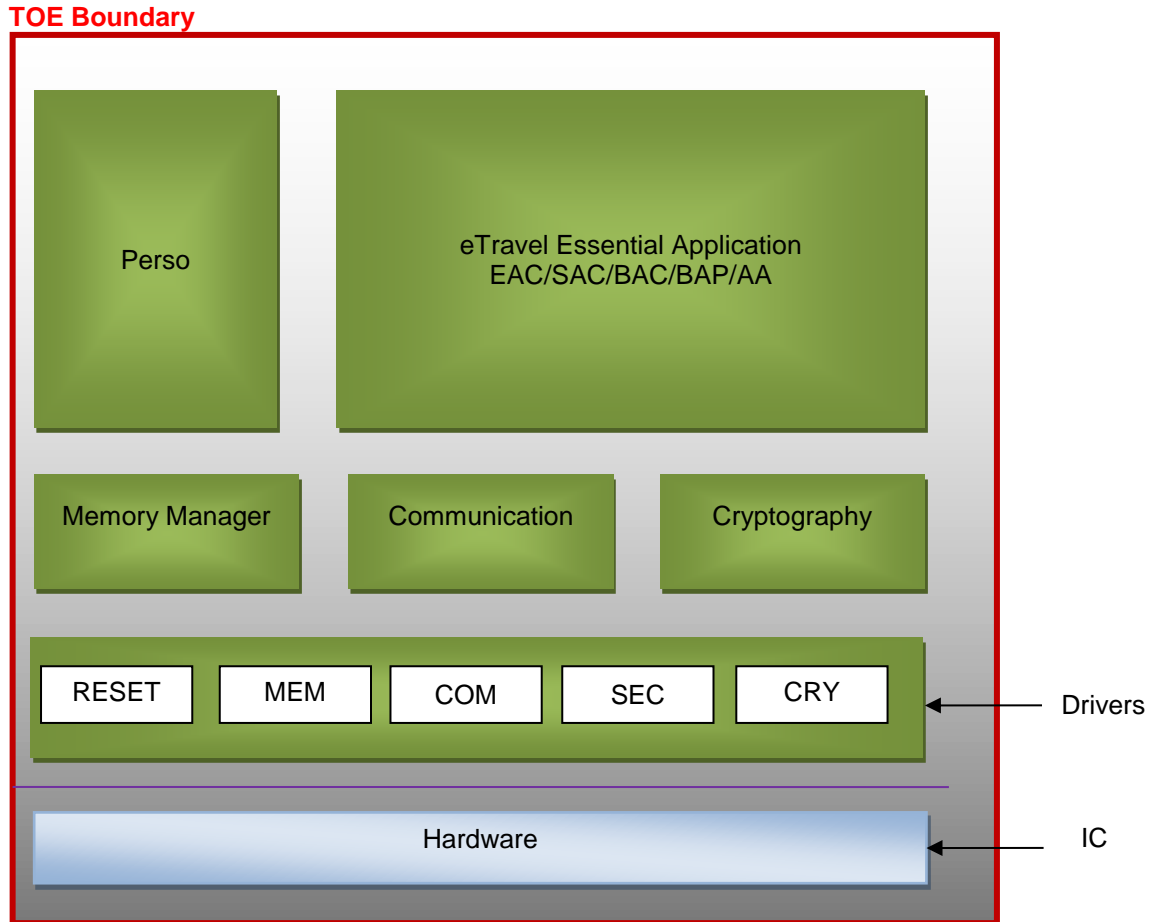 TOE Boundary
Perso
eTravel Essential Application
EAC/SAC/BAC/BAP/AA
Memory Manager
Communication
Cryptography
RESET
MEM
COM
SEC
CRY
Drivers
Hardware
IC